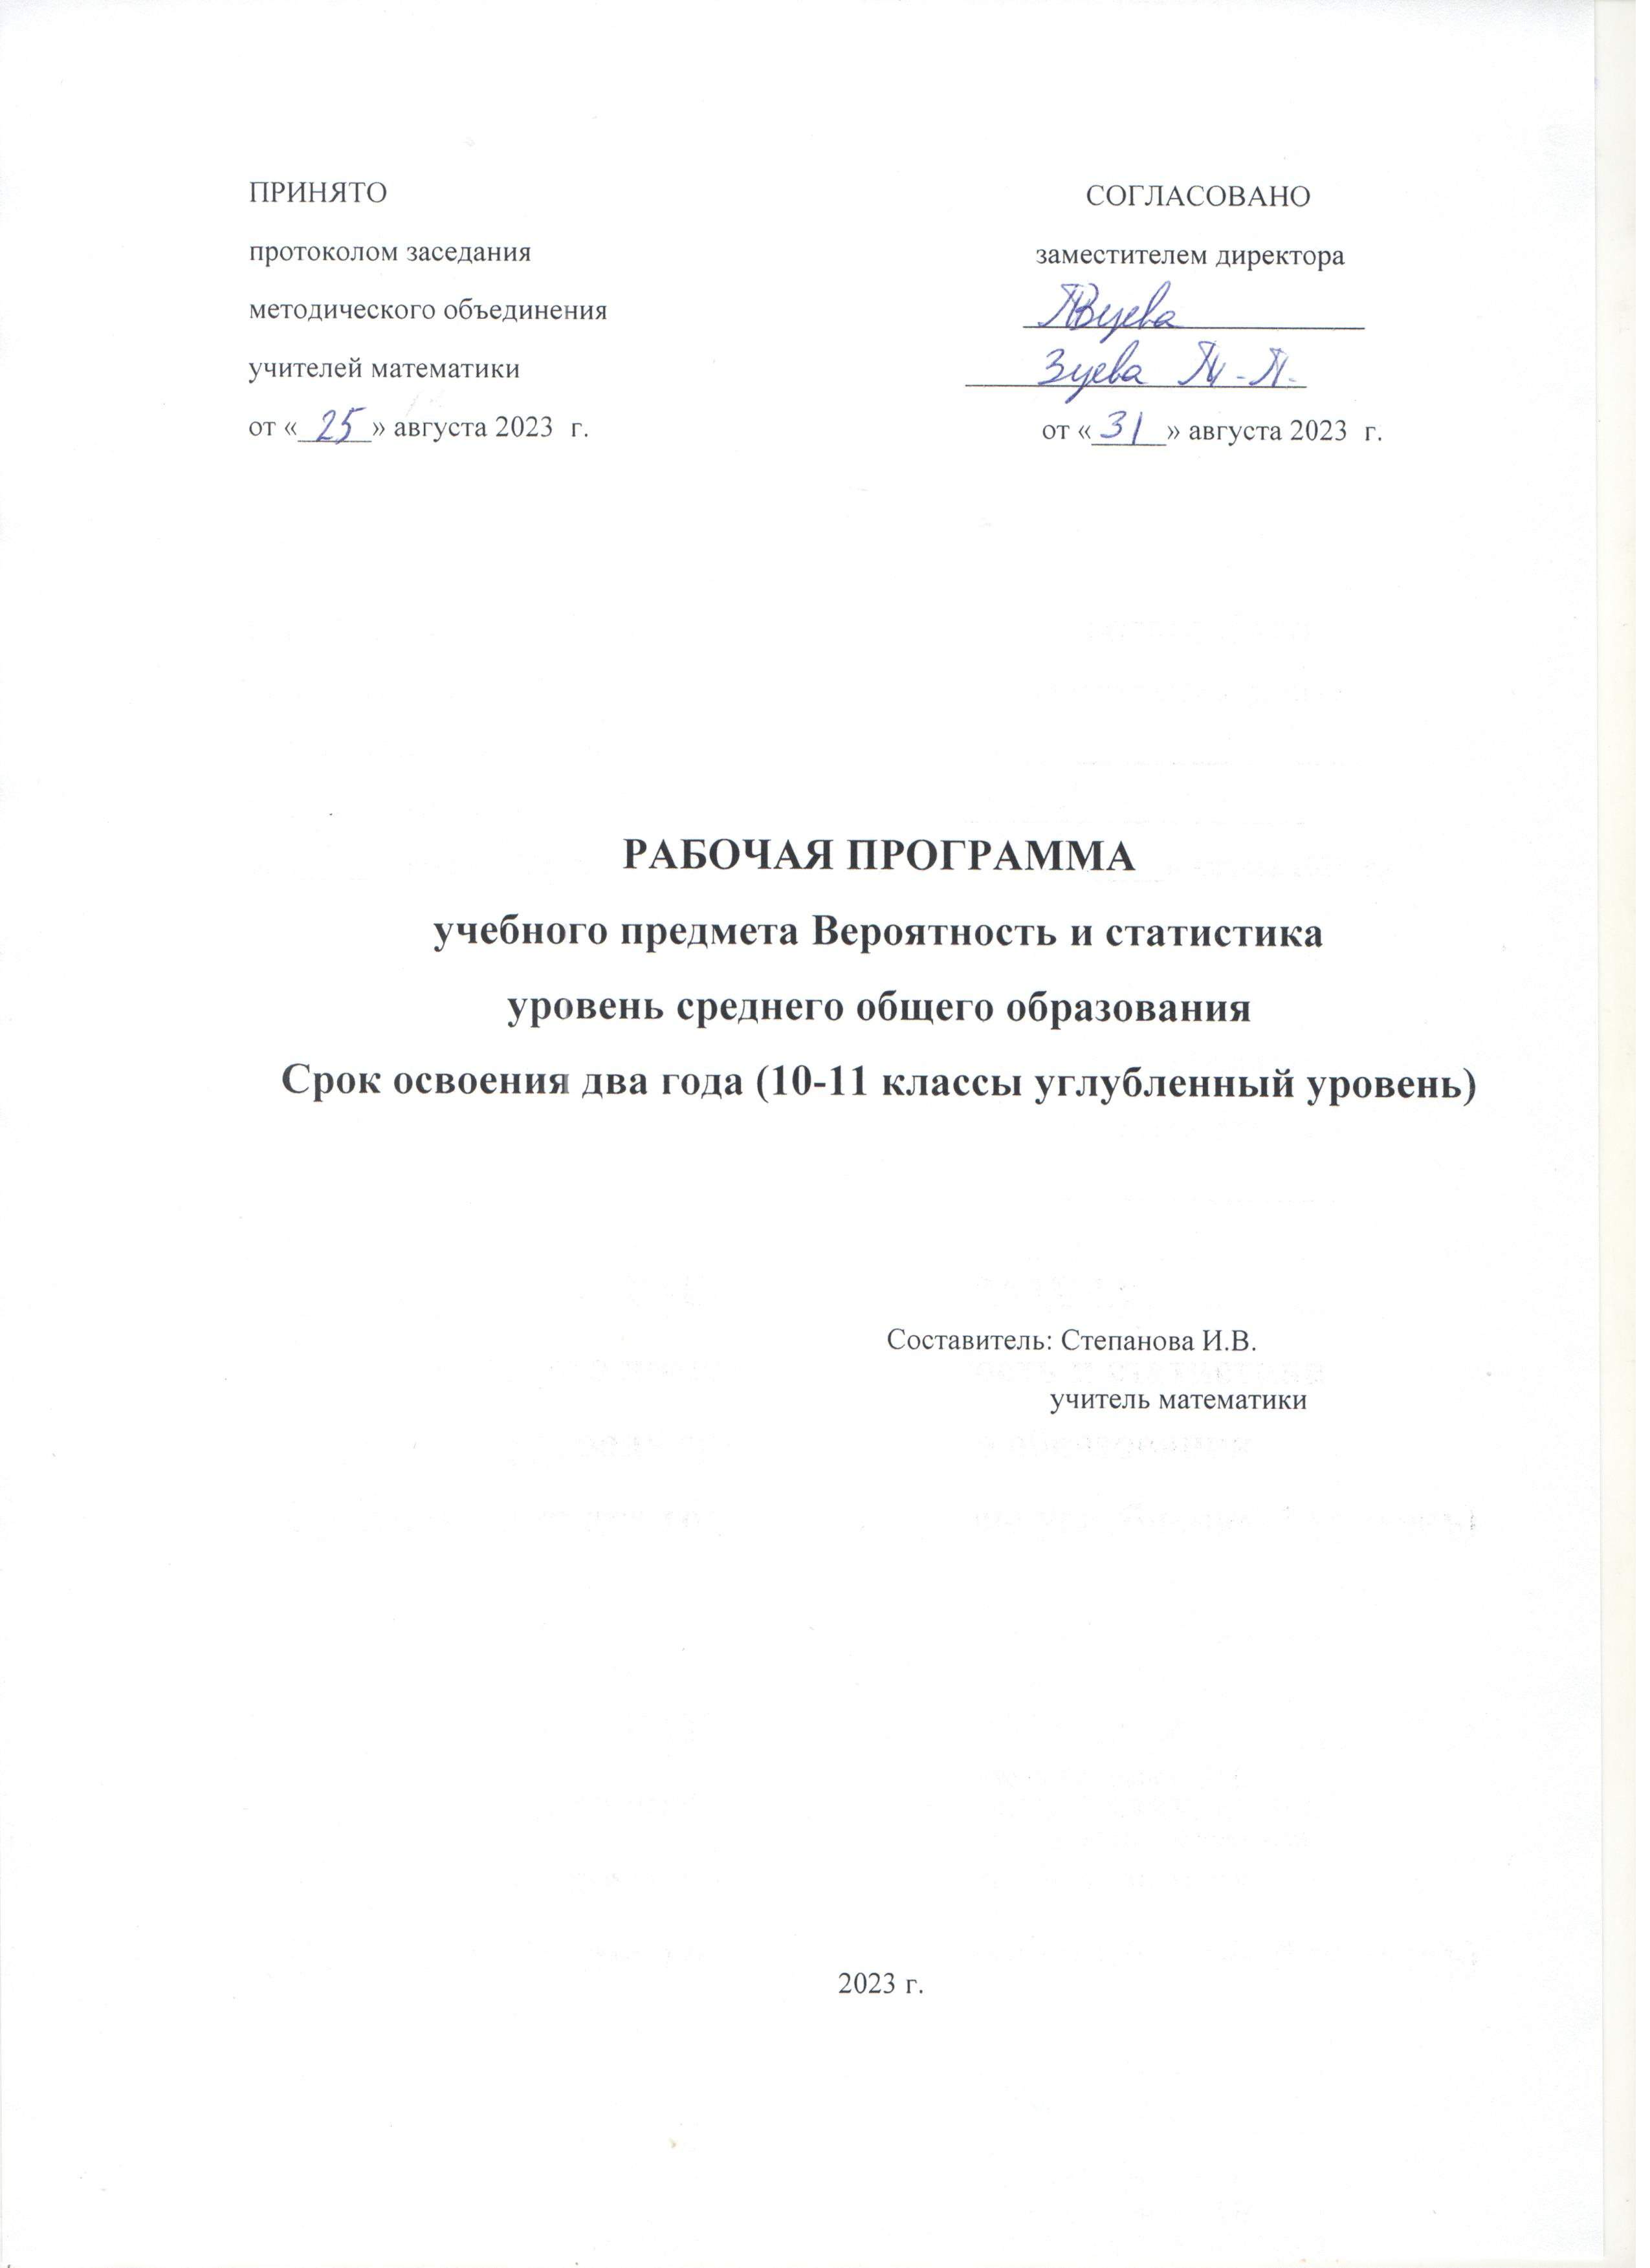 ПРИНЯТО
протоколом заседания
методического объединения
учителей математики
от «25» августа 2023 г.
СОГЛАСОВАНО
заместителем директора
Зуева
от «31» августа 2023 г.
РАБОЧАЯ ПРОГРАММА
учебного предмета Вероятность и статистика
уровень среднего общего образования
Срок освоения два года (10-11 классы углубленный уровень)
Составитель: Степанова И.В.
учитель математики
2023 г.